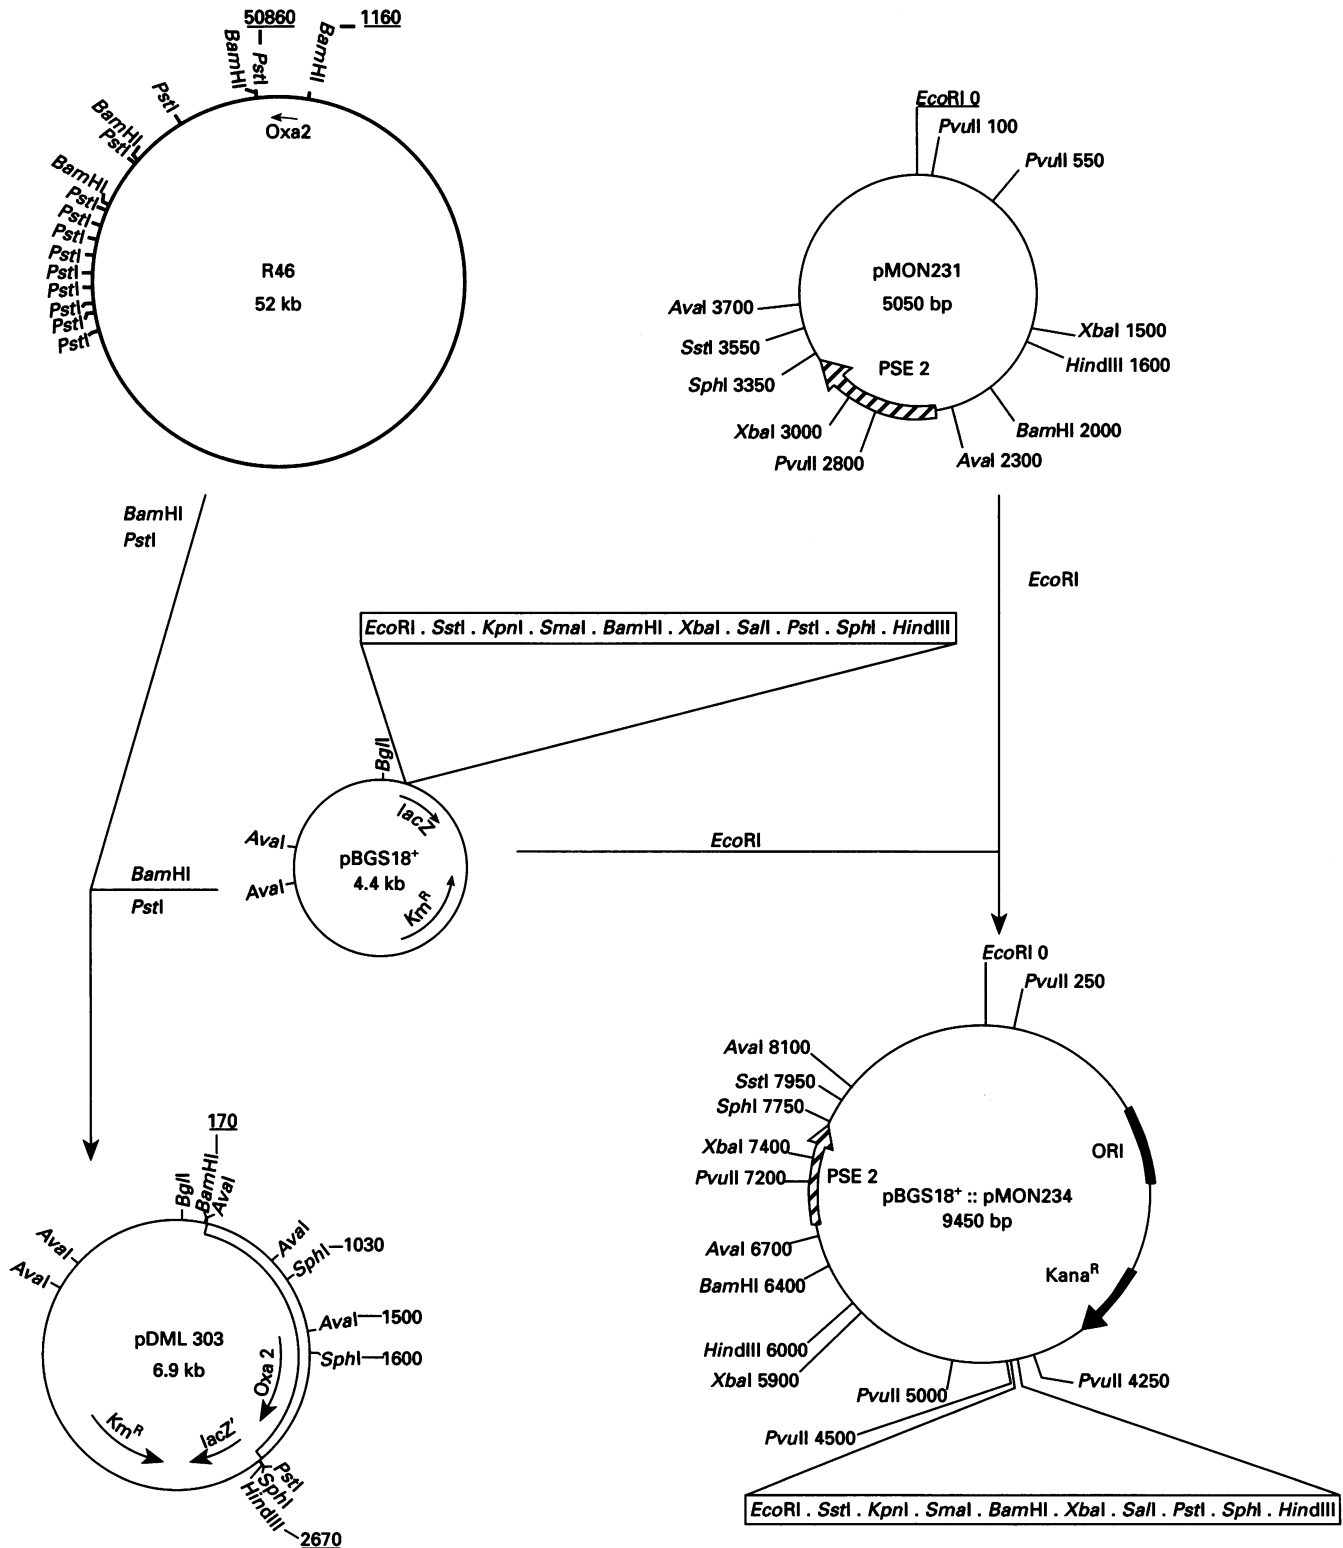 50860
1160
BamHI
PstI
BamHI
PstI
BamHI
PstI
BamHI
PstI
PstI
PstI
PstI
PstI
PstI
PstI
PstI
PstI
Oxa2
R46
52 kb
EcoRI 0
PvuII 100
PvuII 550
pMON231
5050 bp
AvaI 3700
SstI 3550
SphI 3350
XbaI 3000
PvuII 2800
PSE 2
XbaI 1500
HindIII 1600
BamHI 2000
AvaI 2300
BamHI
PstI
EcoRI
EcoRI . SstI . KpnI . SmaI . BamHI . XbaI . SalI . PstI . SphI . HindIII
BglI
lacZ
AvaI
AvaI
pBGS18+
4.4 kb
KmR
EcoRI
BamHI
PstI
EcoRI 0
PvuII 250
AvaI 8100
SstI 7950
SphI 7750
XbaI 7400
PvuII 7200
PSE 2
ORI
pBGS18+ :: pMON234
9450 bp
AvaI 6700
BamHI 6400
KanaR
HindIII 6000
XbaI 5900
PvuII 5000
PvuII 4500
PvuII 4250
EcoRI . SstI . KpnI . SmaI . BamHI . XbaI . SalI . PstI . SphI . HindIII
170
BglI
BamHI
AvaI
AvaI
SphI 1030
AvaI
AvaI
AvaI 1500
SphI 1600
pDML 303
6.9 kb
Oxa 2
KmR
lacZ'
PstI
SphI
HindIII
2670